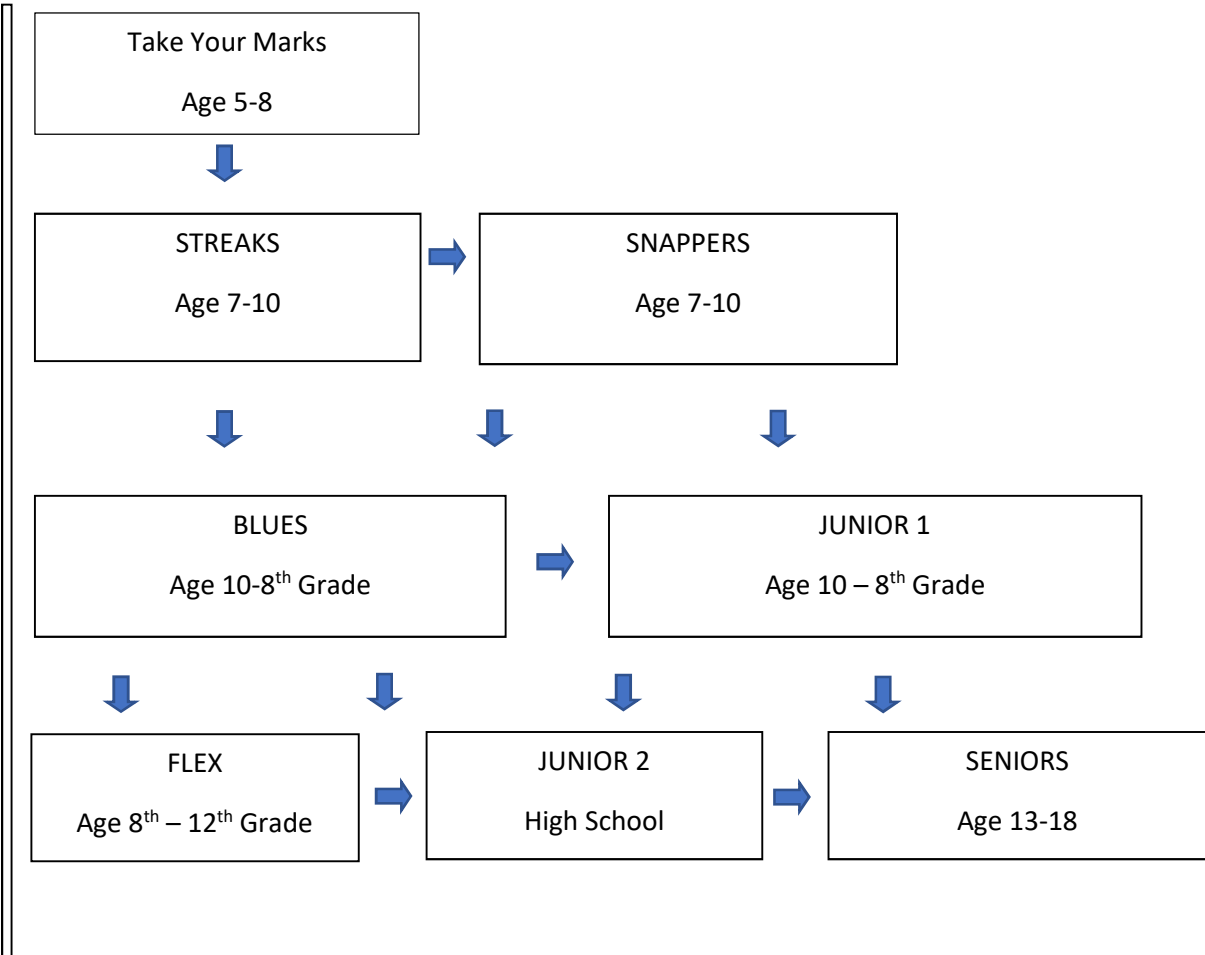 Take Your Marks
Age 5-8
STREAKS
Age 7-10
SNAPPERS
Age 7-10
BLUES
Age 10-8th Grade
JUNIOR 1
Age 10 – 8th Grade
FLEX
Age 8th – 12th Grade
JUNIOR 2
High School
SENIORS
Age 13-18